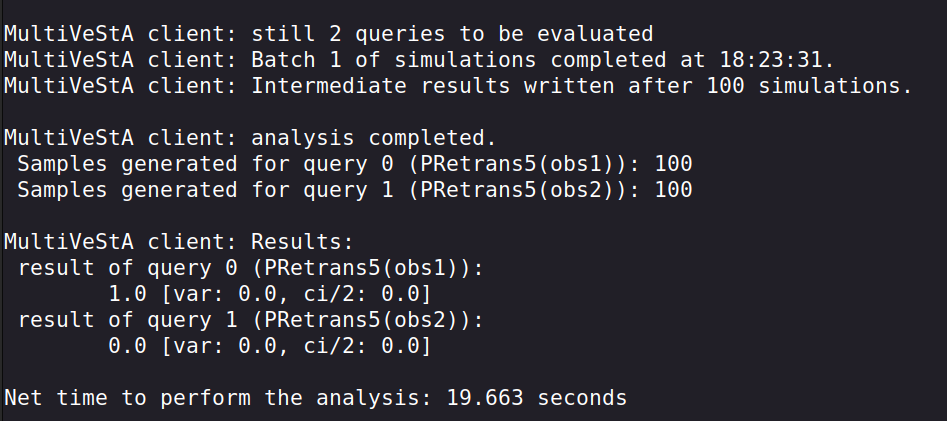 MultiVeStA client: still 2 queries to be evaluated
MultiVeStA client: Batch 1 of simulations completed at 18:23:31.
MultiVeStA client: Intermediate results written after 100 simulations.
MultiVeStA client: analysis completed.
Samples generated for query 0 (PRetrans5(obs1)): 100
Samples generated for query 1 (PRetrans5(obs2)): 100
MultiVeStA client: Results:
result of query 0 (PRetrans5(obs1)):
1.0 [var: 0.0, ci/2: 0.0]
result of query 1 (PRetrans5(obs2)):
0.0 [var: 0.0, ci/2: 0.0]
Net time to perform the analysis: 19.663 seconds